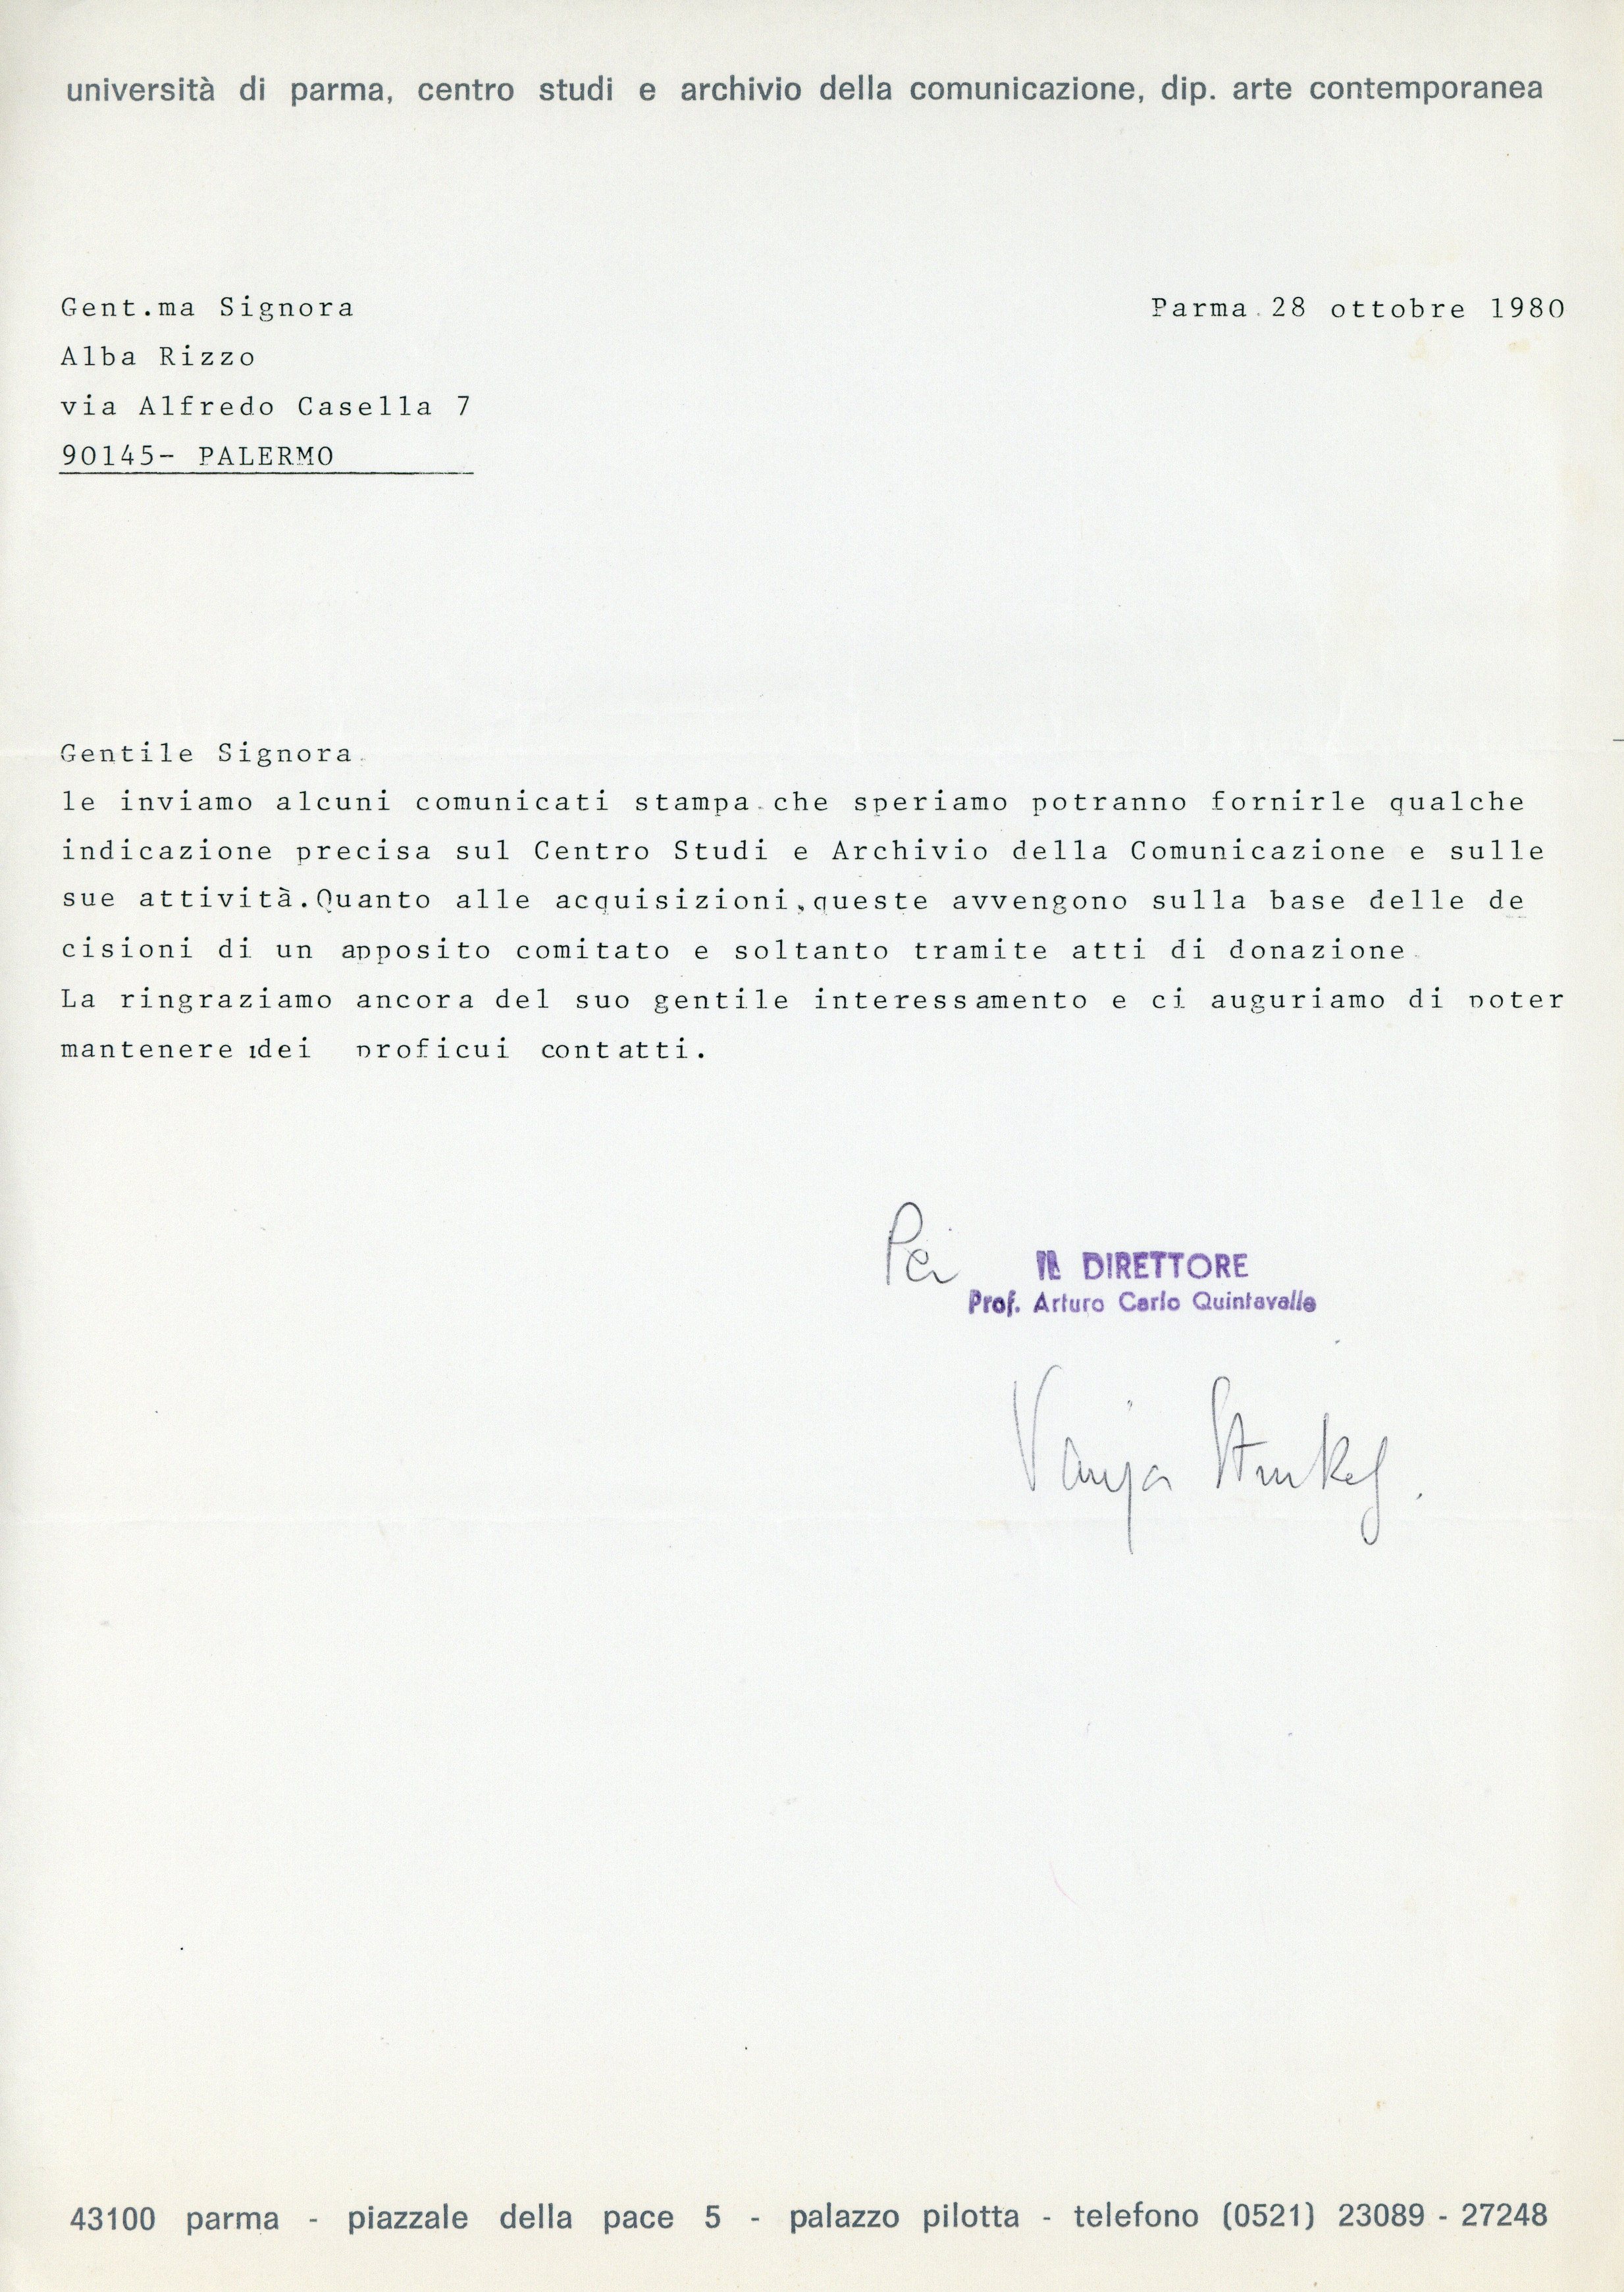 università di parma, centro studi e archivio della comunicazione, dip. arte contemporanea
Gent.ma Signora
Parma 28 ottobre 1980
Alba Rizzo
via Alfredo Casella 7
90145- PALERMO
Gentile Signora
le inviamo alcuni comunicati stampa che speriamo potranno fornirle qualche
indicazione precisa sul Centro Studi e Archivio della Comunicazione e sulle
sue attività.Quanto alle acquisizioni,queste avvengono sulla base delle de
cisioni di un apposito comitato e soltanto tramite atti di donazione.
La ringraziamo ancora del suo gentile interessamento e ci auguriamo di poter
mantenere dei proficui contatti.
Per IL DIRETTORE
Prof. Arturo Carlo Quintavalle
Vanja
43100 parma - piazzale della pace 5 - palazzo pilotta - telefono (0521) 23089 - 27248